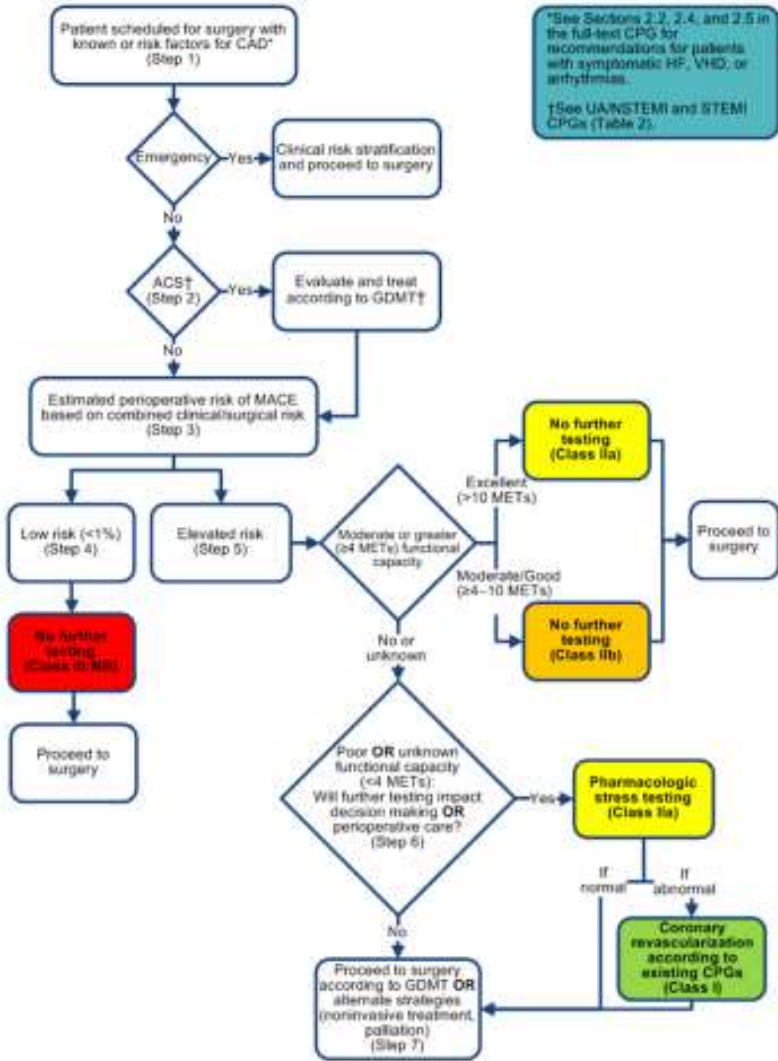 Patient scheduled for surgery with
known or risk factors for CAD*
(Step 1)
*See Sections 2.2, 2.4, and 2.5 in
the full-text CPG for
recommendations for patients
with symptomatic HF, VHD, or
arrhythmias.
†See UA/NSTEMI and STEMI
CPGs (Table 2).
Emergency
Yes
Clinical risk stratification
and proceed to surgery
No
ACS†
(Step 2)
Yes
Evaluate and treat
according to GDMT†
No
Estimated perioperative risk of MACE
based on combined clinical/surgical risk
(Step 3)
Low risk (<1%)
(Step 4)
Elevated risk
(Step 5)
Moderate or greater
(≥4 METs) functional
capacity
Excellent
(>10 METs)
No further
testing
(Class IIa)
Moderate/Good
(≥4–10 METs)
No further
testing
(Class IIb)
Proceed to
surgery
No further
testing
(Class III:NB)
Proceed to
surgery
No or
unknown
Poor OR unknown
functional capacity
(<4 METs):
Will further testing impact
decision making OR
perioperative care?
(Step 6)
Yes
Pharmacologic
stress testing
(Class IIa)
If
normal
If
abnormal
Coronary
revascularization
according to
existing CPGs
(Class I)
No
Proceed to surgery
according to GDMT OR
alternate strategies
(noninvasive treatment,
palliation)
(Step 7)